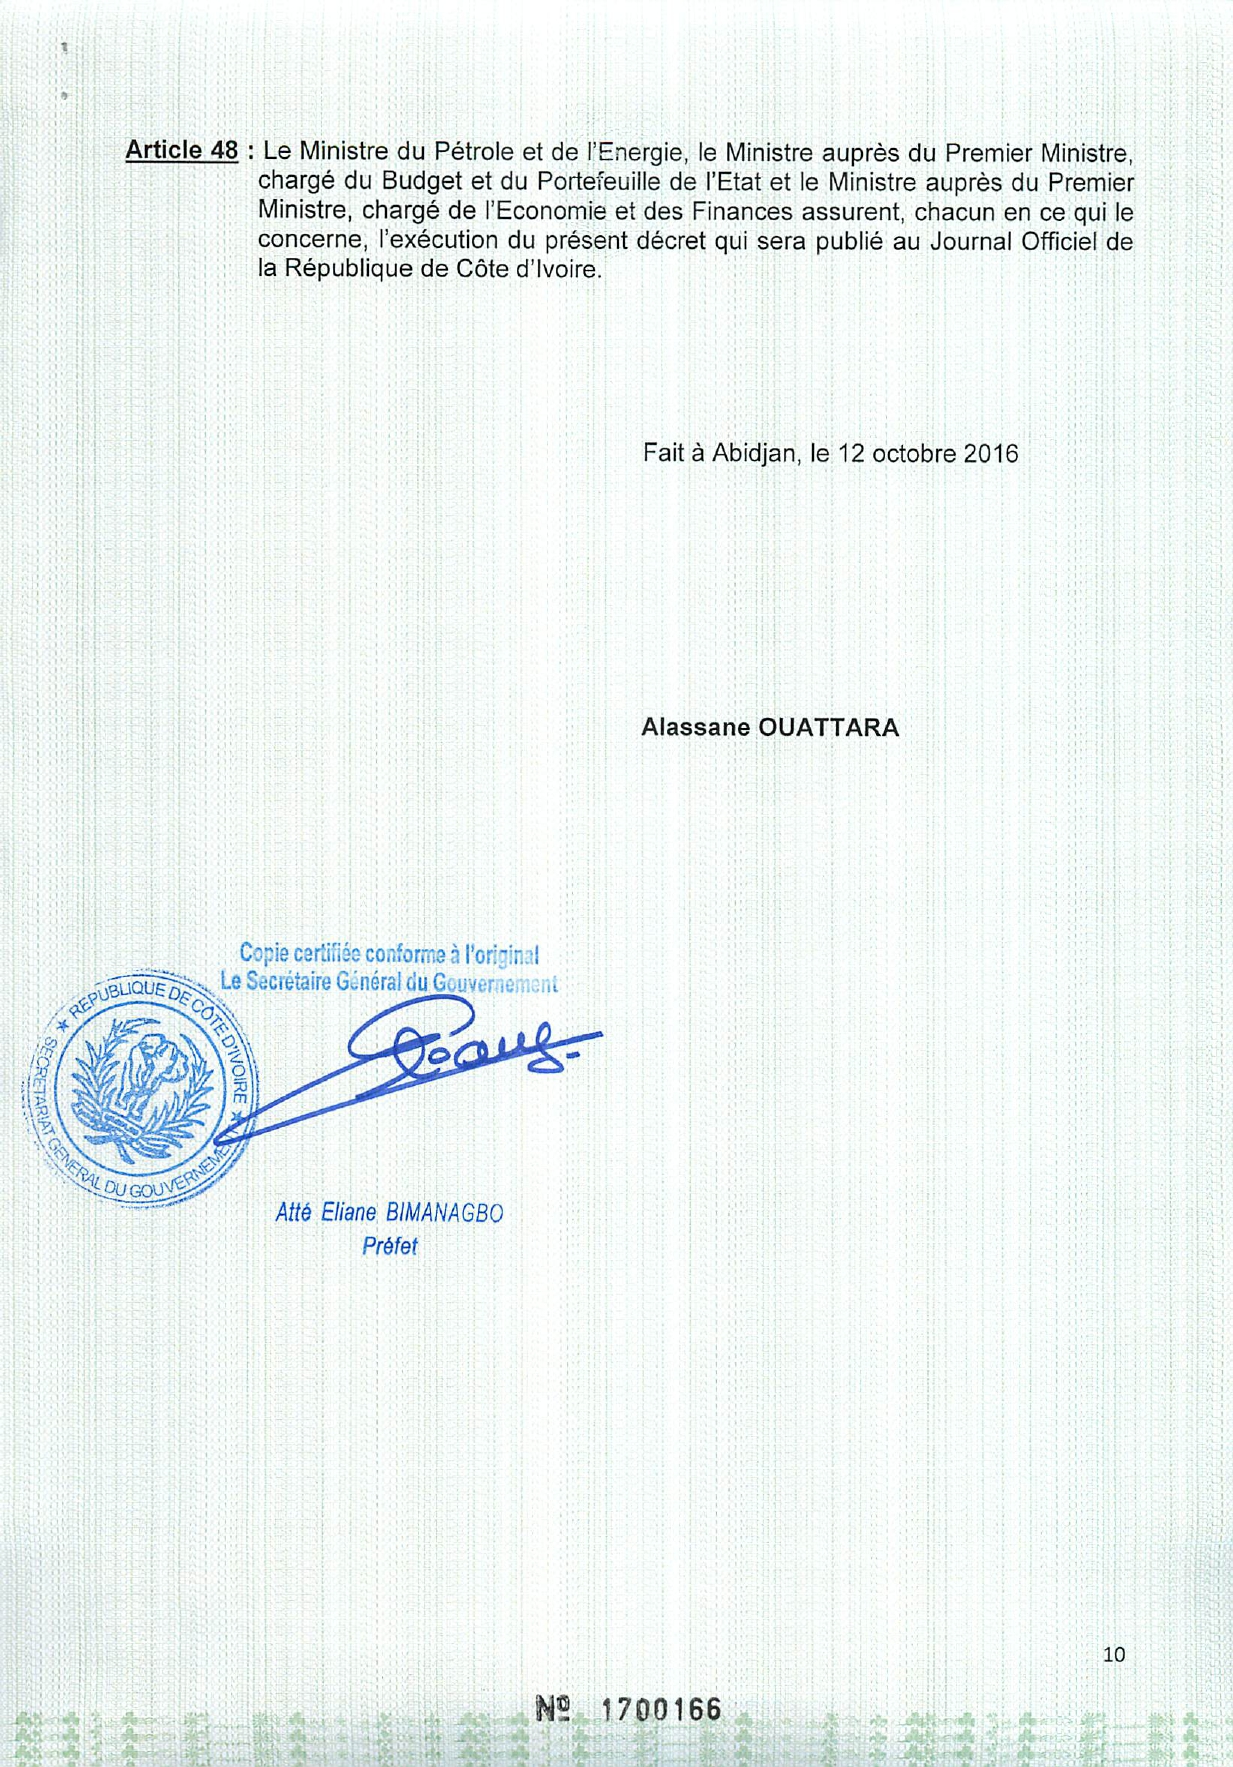 Article 48 : Le Ministre du Pétrole et de l'Energie, le Ministre auprès du Premier Ministre,
chargé du Budget et du Portefeuille de l'Etat et le Ministre auprès du Premier
Ministre, chargé de l'Economie et des Finances assurent, chacun en ce qui le
concerne, l'exécution du présent décret qui sera publié au Journal Officiel de
la République de Côte d'Ivoire.
Fait à Abidjan, le 12 octobre 2016
Alassane OUATTARA
Copie certifiée conforme à l'original
Le Secrétaire Général du Gouvernement
★ REPUBLIQUE DE CÔTE D'IVOIRE ★
SECRETARIAT GENERAL DU GOUVERNEMENT
Atté Eliane BIMANAGBO
Préfet
10
Nº 1700166